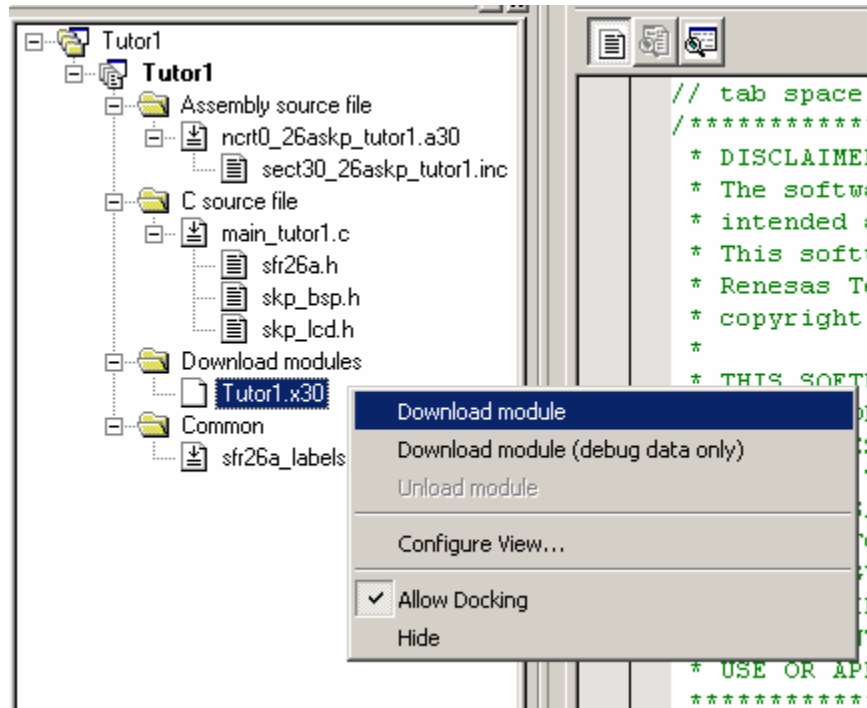 Tutor1
Tutor1
Assembly source file
ncrt0_26askp_tutor1.a30
sect30_26askp_tutor1.inc
C source file
main_tutor1.c
sfr26a.h
skp_bsp.h
skp_lcd.h
Download modules
Tutor1.x30
Common
sfr26a_labels
Download module
Download module (debug data only)
Unload module
Configure View...
Allow Docking
Hide
// tab space
/***********
* DISCLAIME
* The softw
* intended
* This soft
* Renesas T
* copyright
*
* THIS SOFT
* USE OR AP
***********